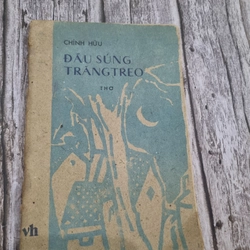 CHÍNH HỮU
ĐẦU SÚNG
TRĂNG TREO
THƠ
vh